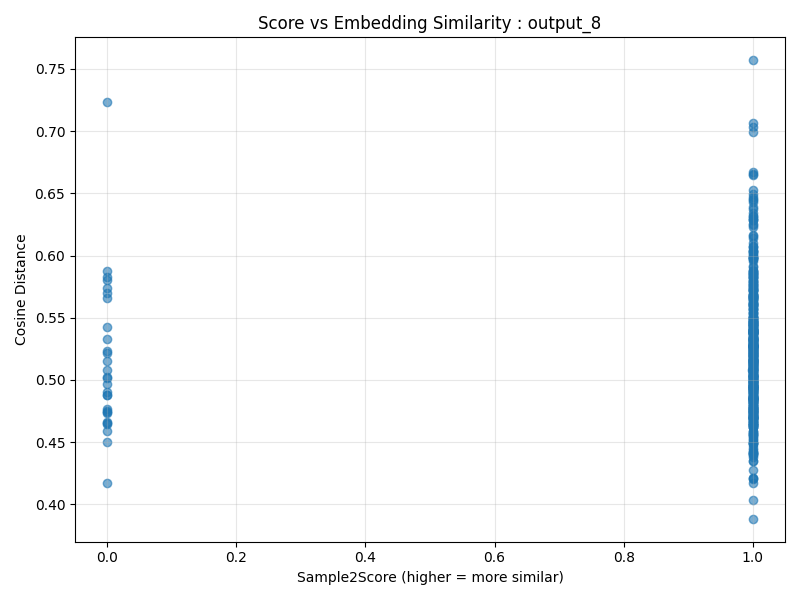 Score vs Embedding Similarity : output_8
Cosine Distance
0.75
0.70
0.65
0.60
0.55
0.50
0.45
0.40
0.0 0.2 0.4 0.6 0.8 1.0
Sample2Score (higher = more similar)